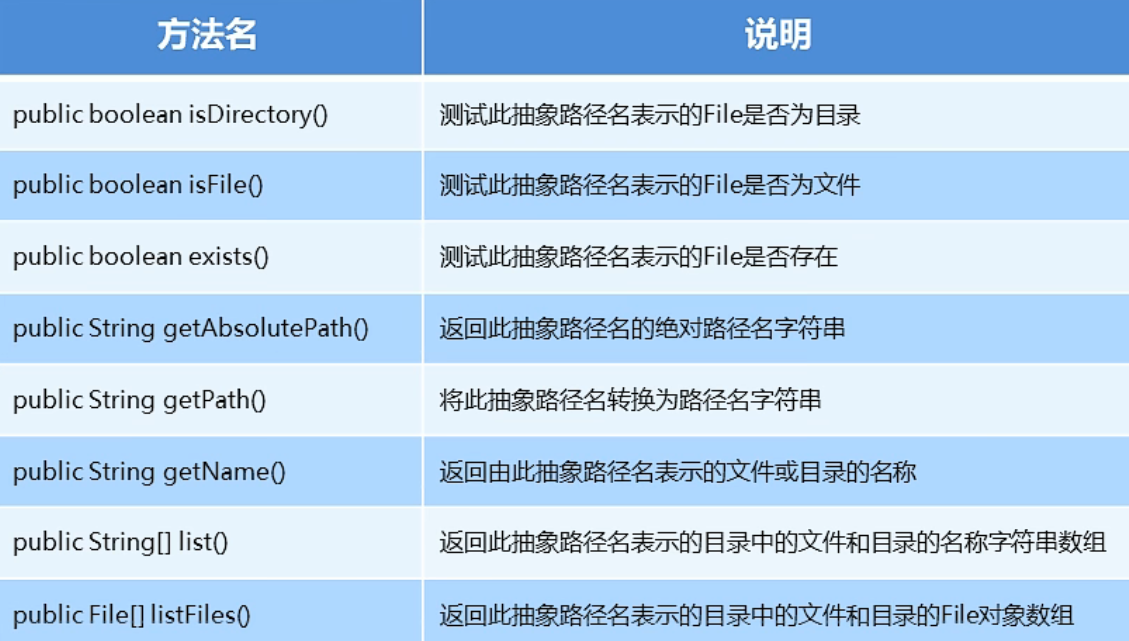 方法名 说明
public boolean isDirectory() 测试此抽象路径名表示的File是否为目录
public boolean isFile() 测试此抽象路径名表示的File是否为文件
public boolean exists() 测试此抽象路径名表示的File是否存在
public String getAbsolutePath() 返回此抽象路径名的绝对路径名字符串
public String getPath() 将此抽象路径名转换为路径名字符串
public String getName() 返回由此抽象路径名表示的文件或目录的名称
public String[] list() 返回此抽象路径名表示的目录中的文件和目录的名称字符串数组
public File[] listFiles() 返回此抽象路径名表示的目录中的文件和目录的File对象数组